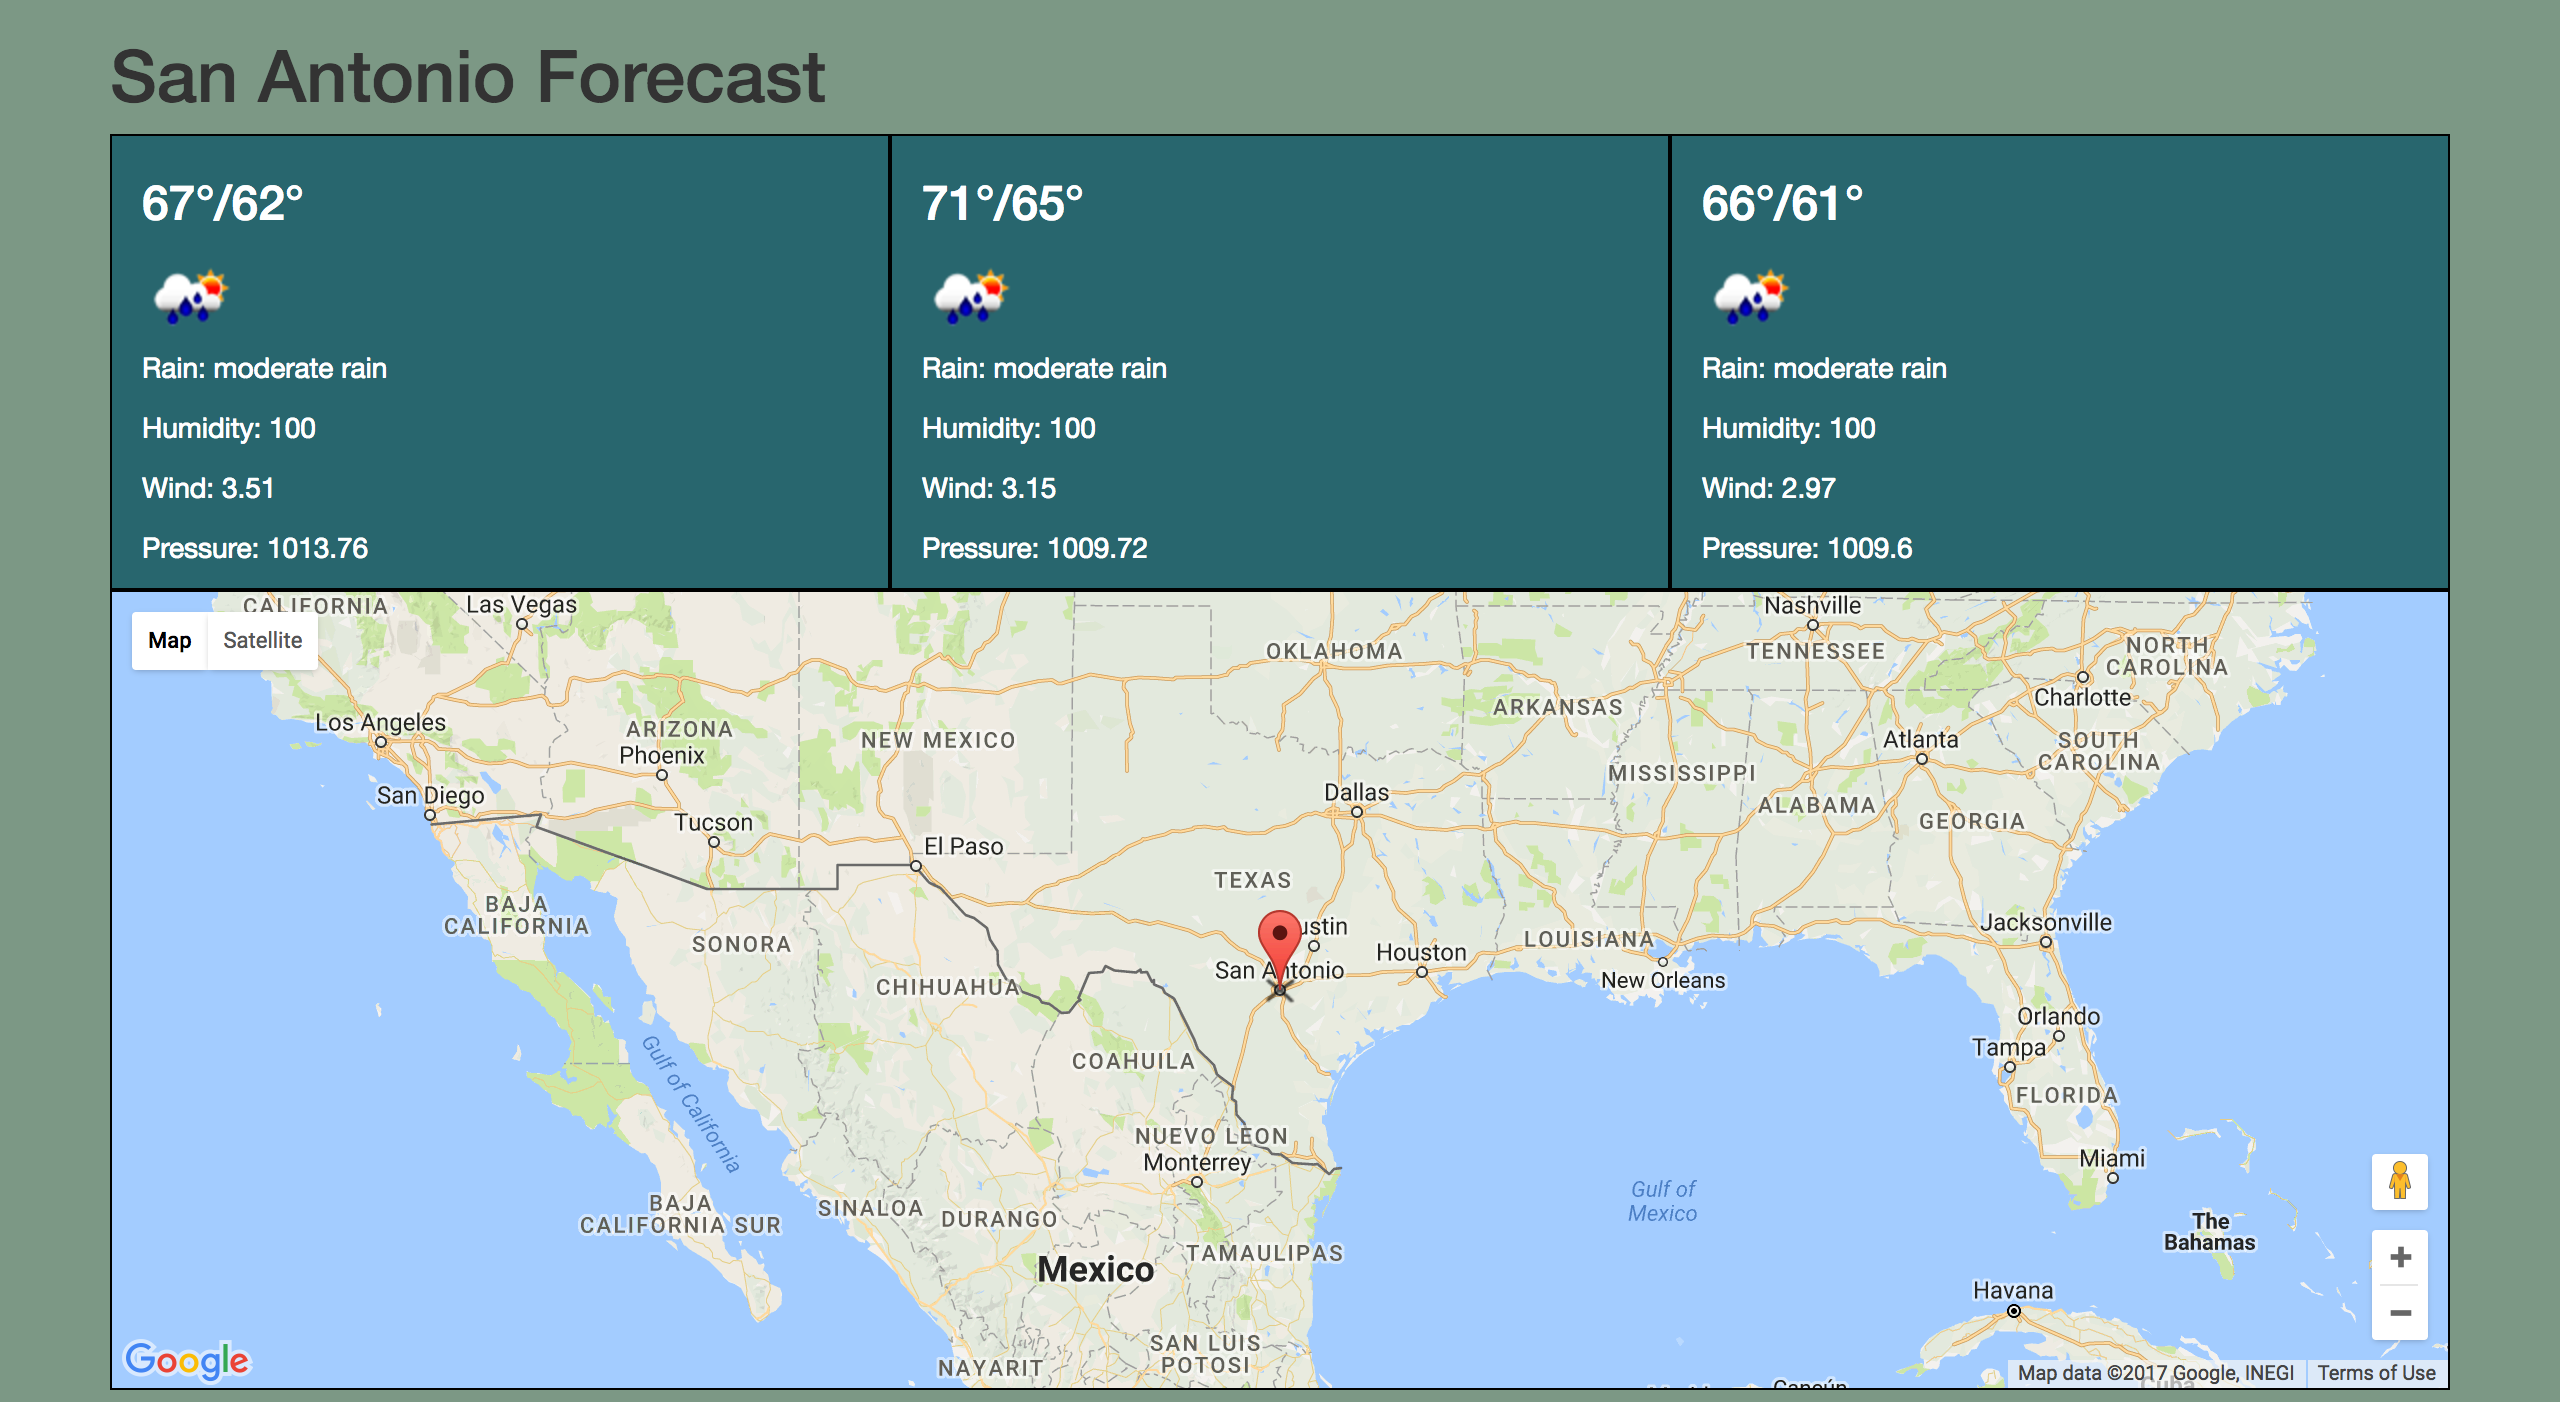 San Antonio Forecast
67°/62°
Rain: moderate rain
Humidity: 100
Wind: 3.51
Pressure: 1013.76
71°/65°
Rain: moderate rain
Humidity: 100
Wind: 3.15
Pressure: 1009.72
66°/61°
Rain: moderate rain
Humidity: 100
Wind: 2.97
Pressure: 1009.6
Map
Satellite
CALIFORNIA
Las Vegas
Nashville
OKLAHOMA
TENNESSEE
NORTH
CAROLINA
Charlotte
ARKANSAS
Los Angeles
ARIZONA
Phoenix
NEW MEXICO
Atlanta
SOUTH
CAROLINA
MISSISSIPPI
San Diego
Dallas
ALABAMA
GEORGIA
Tucson
El Paso
TEXAS
BAJA
CALIFORNIA
SONORA
ustin
San Antonio
Houston
LOUISIANA
New Orleans
Jacksonville
CHIHUAHUA
Orlando
Tampa
FLORIDA
Gulf of California
COAHUILA
NUEVO LEON
Monterrey
Miami
BAJA
CALIFORNIA SUR
SINALOA
DURANGO
Gulf of
Mexico
The
Bahamas
TAMAULIPAS
Mexico
Havana
SAN LUIS
POTOSI
NAYARIT
Cancún
Cuba
Google
Map data ©2017 Google, INEGI
Terms of Use